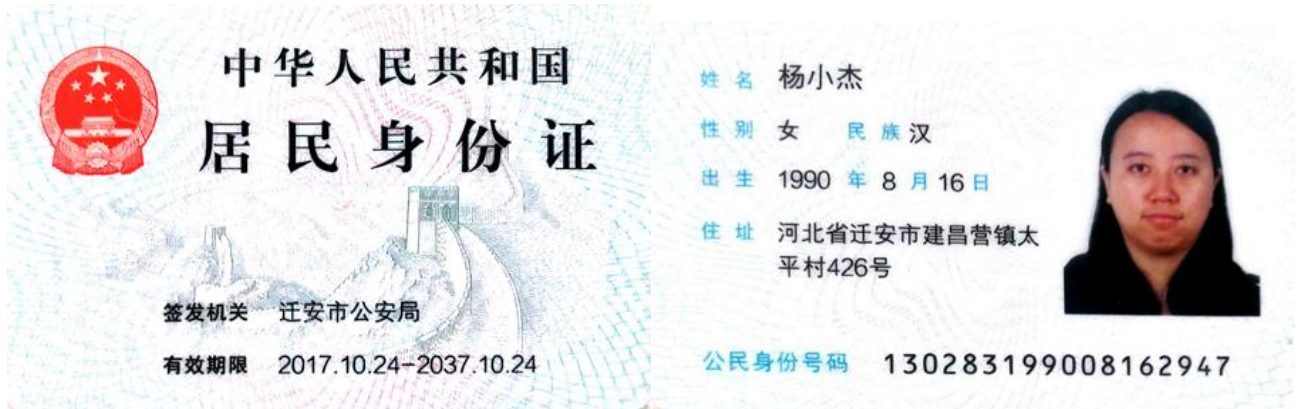 中华人民共和国
居民身份证
签发机关 迁安市公安局
有效期限 2017.10.24-2037.10.24
姓名 杨小杰
性别 女 民族 汉
出生 1990 年 8 月 16 日
住址 河北省迁安市建昌营镇太
平村426号
公民身份号码 130283199008162947